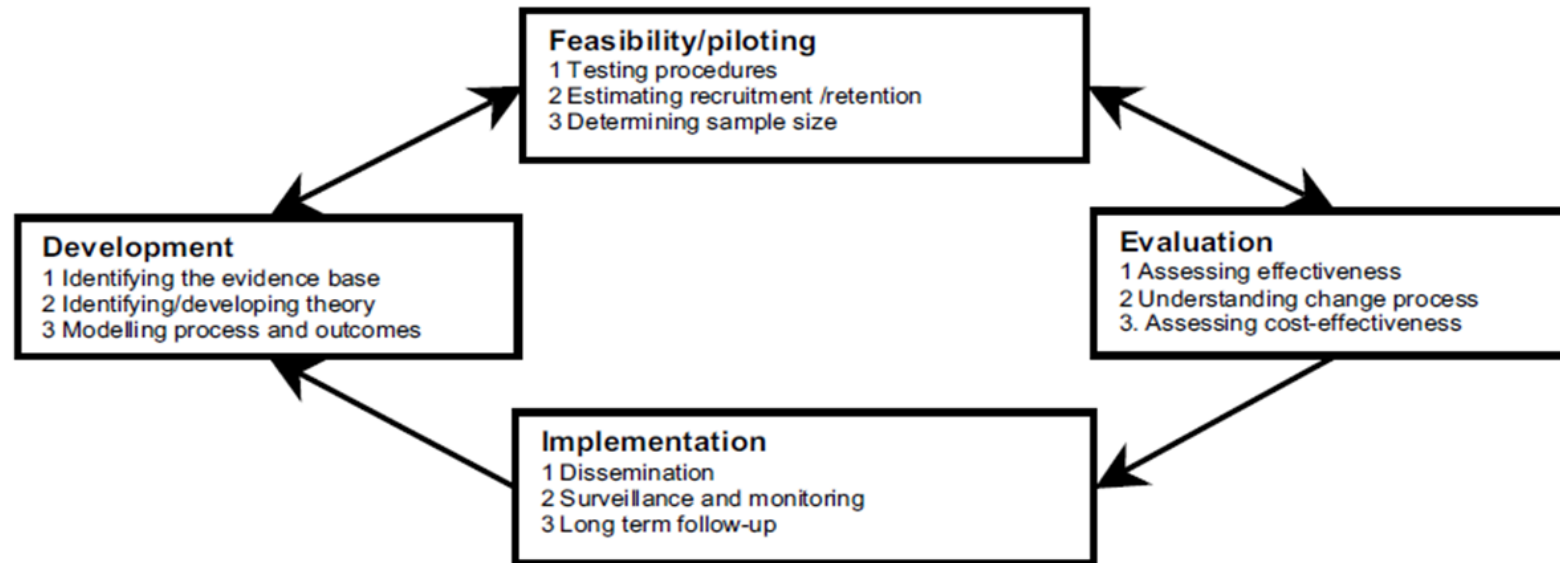 Feasibility/piloting
1 Testing procedures
2 Estimating recruitment /retention
3 Determining sample size
Development
1 Identifying the evidence base
2 Identifying/developing theory
3 Modelling process and outcomes
Evaluation
1 Assessing effectiveness
2 Understanding change process
3. Assessing cost-effectiveness
Implementation
1 Dissemination
2 Surveillance and monitoring
3 Long term follow-up